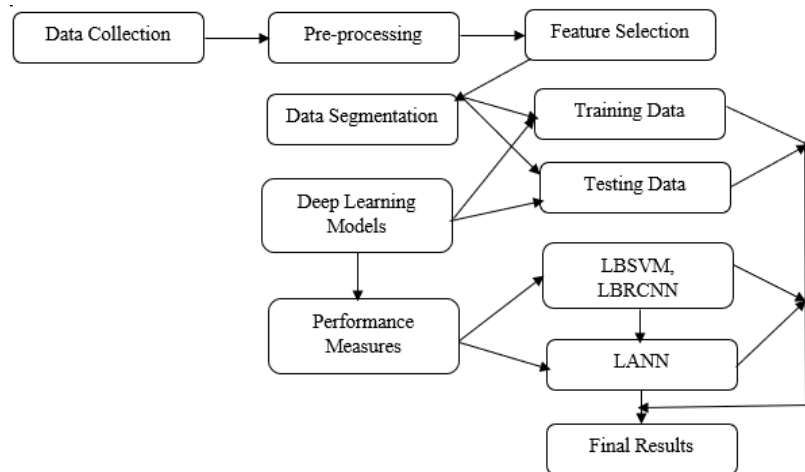 Data Collection
Pre-processing
Feature Selection
Data Segmentation
Training Data
Testing Data
Deep Learning
Models
LBSVM,
LBRCNN
Performance
Measures
LANN
Final Results